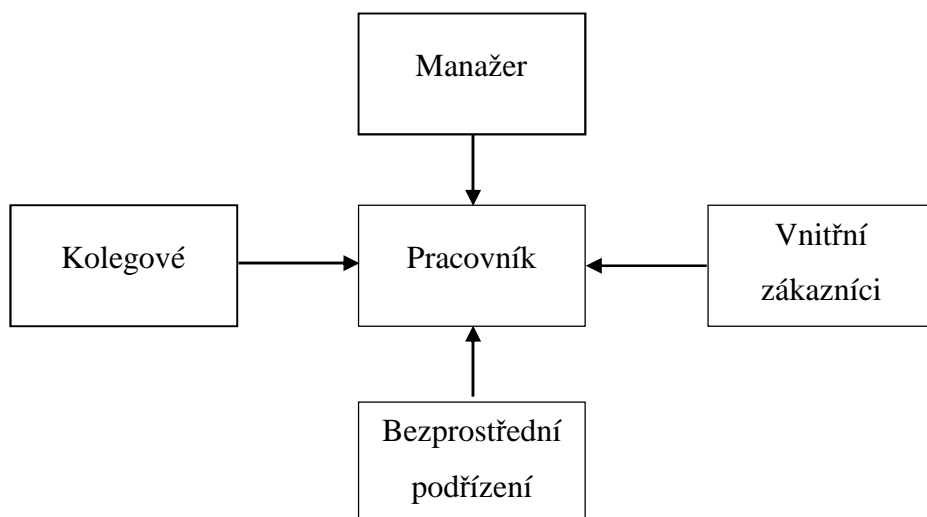 Manažer
Kolegové
Pracovník
Vnitřní
zákazníci
Bezprostřední
podřízení